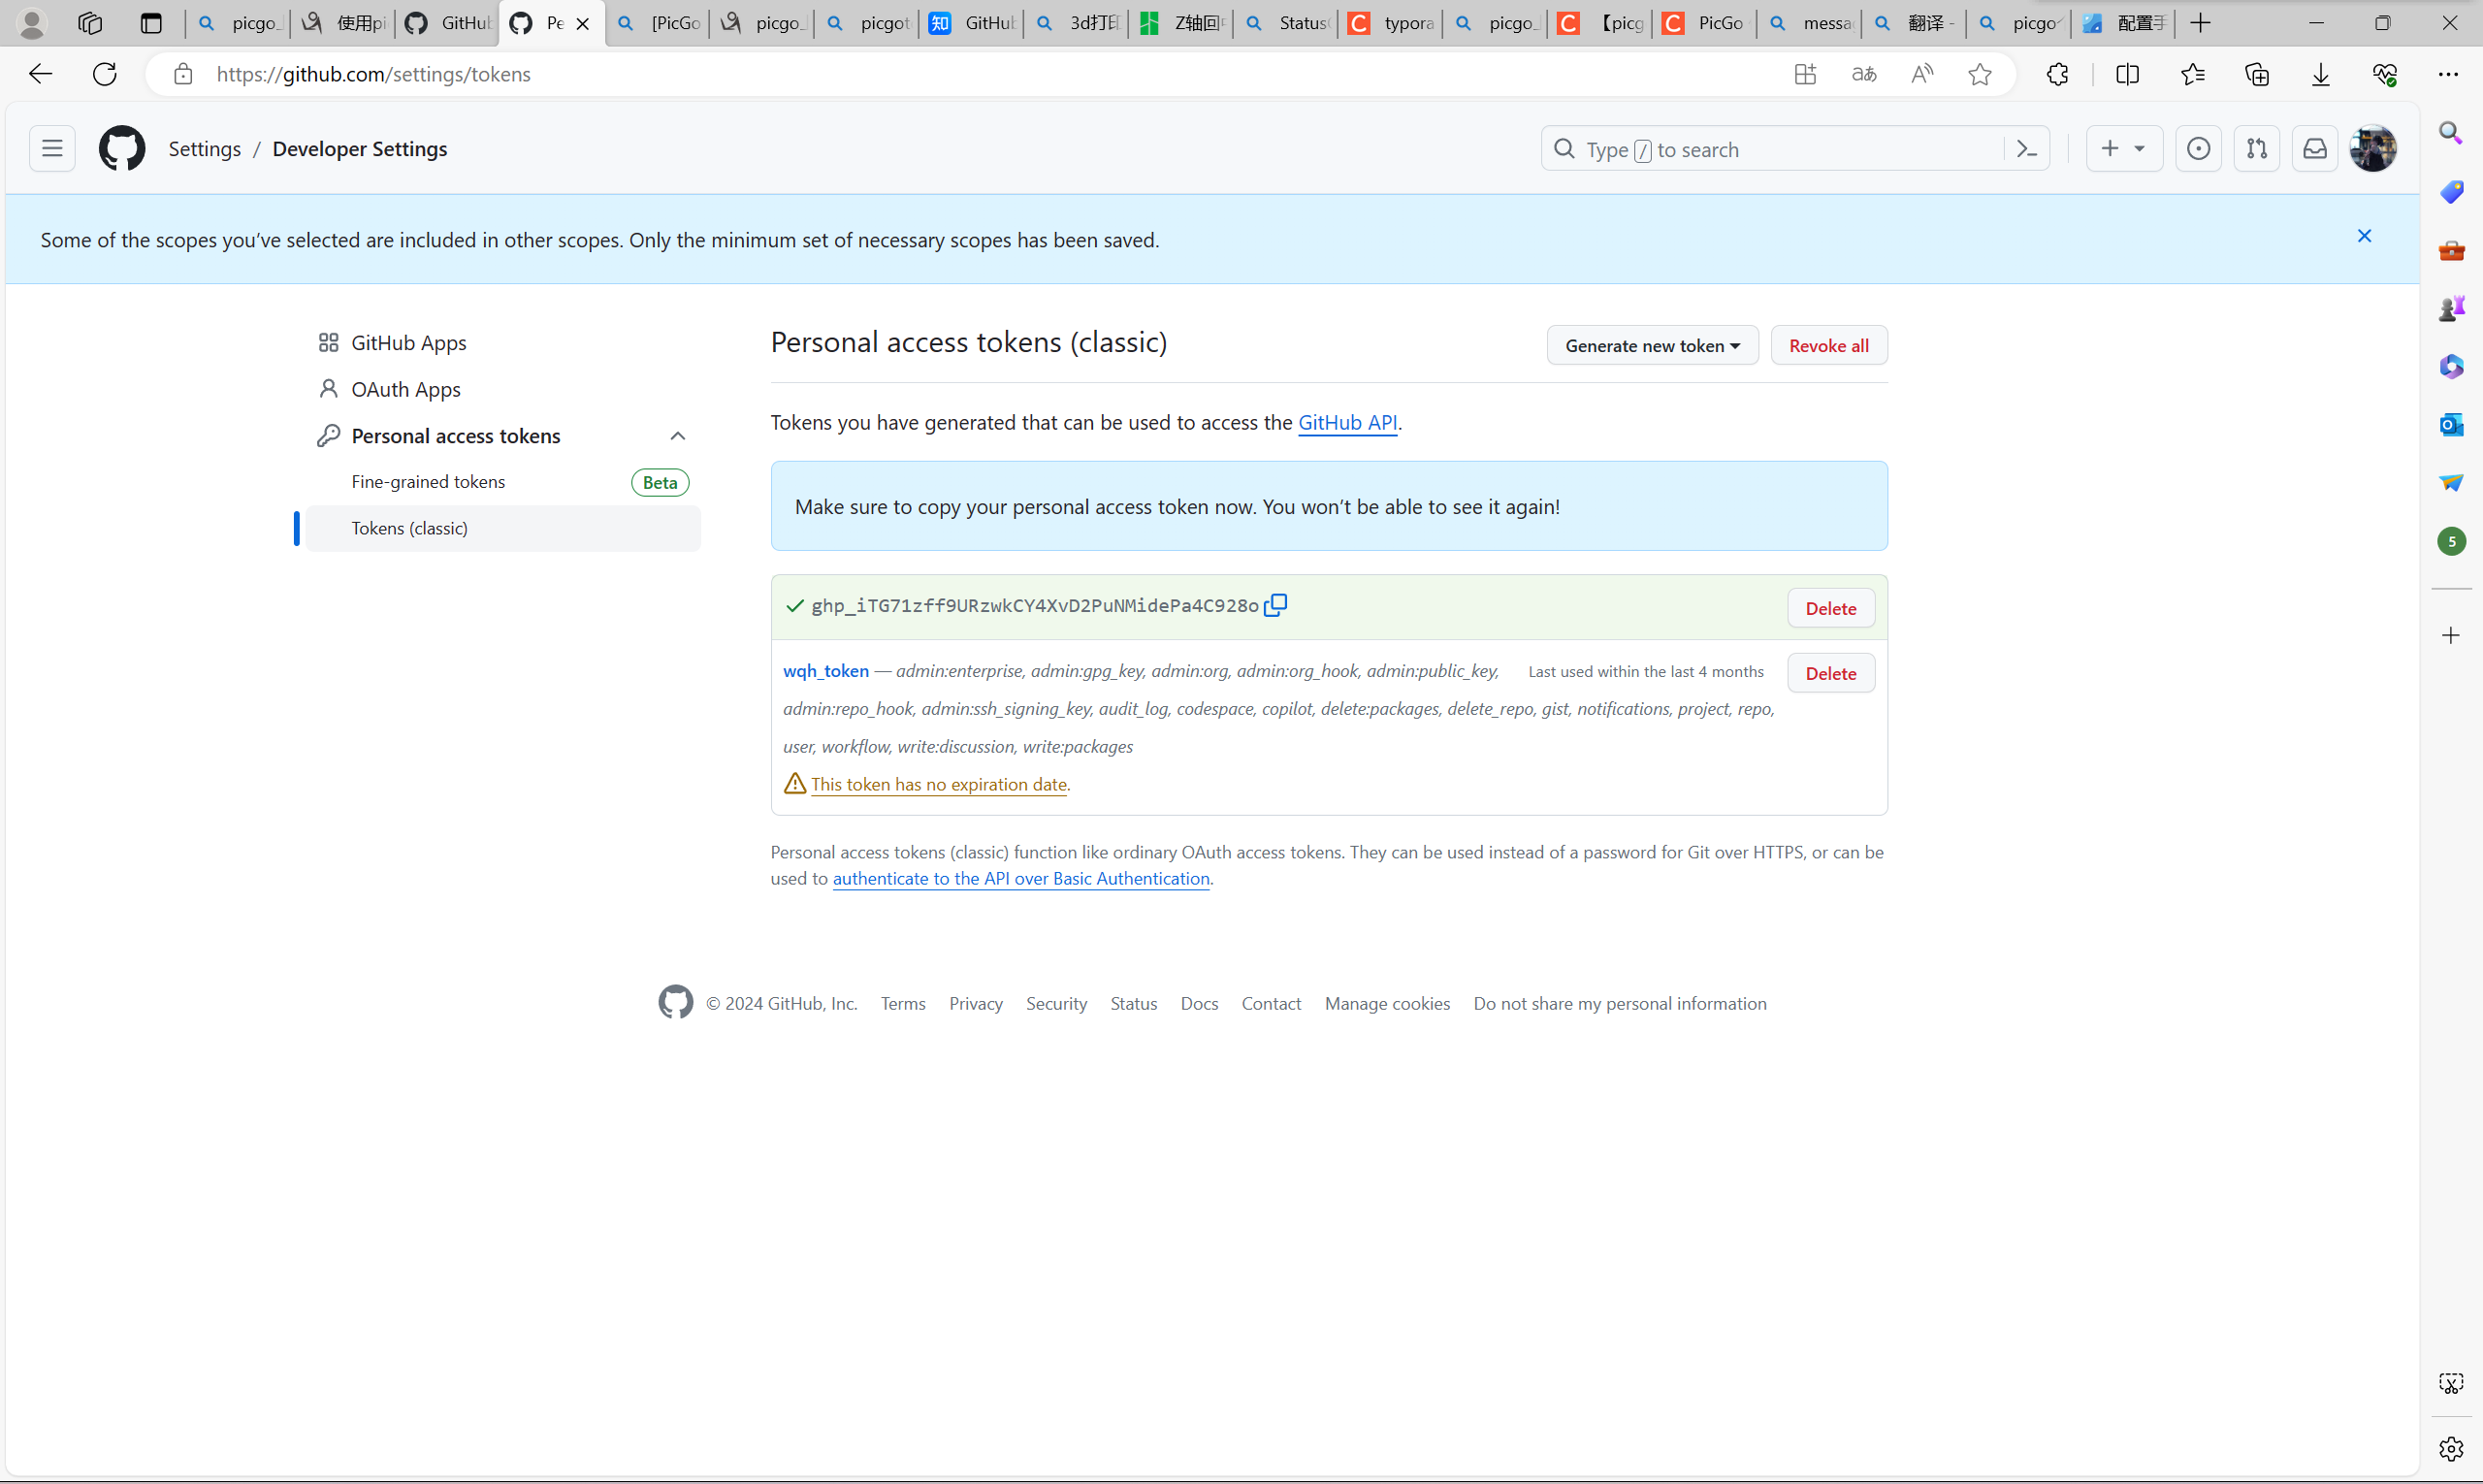 picgo_
使用pi
GitHub
Pe
[PicGo
picgo_
picgot
GitHub
3d打印
Z轴回
Status
typora
picgo_
【picg
PicGo
messa
翻译 -
picgo
配置手
https://github.com/settings/tokens
Settings / Developer Settings
Type / to search
Some of the scopes you’ve selected are included in other scopes. Only the minimum set of necessary scopes has been saved.
GitHub Apps
OAuth Apps
Personal access tokens
Fine-grained tokens Beta
Tokens (classic)
Personal access tokens (classic)
Generate new token
Revoke all
Tokens you have generated that can be used to access the GitHub API.
Make sure to copy your personal access token now. You won’t be able to see it again!
[access token redacted] Delete
wqh_token — admin:enterprise, admin:gpg_key, admin:org, admin:org_hook, admin:public_key, Last used within the last 4 months Delete
admin:repo_hook, admin:ssh_signing_key, audit_log, codespace, copilot, delete:packages, delete_repo, gist, notifications, project, repo,
user, workflow, write:discussion, write:packages
This token has no expiration date.
Personal access tokens (classic) function like ordinary OAuth access tokens. They can be used instead of a password for Git over HTTPS, or can be
used to authenticate to the API over Basic Authentication.
© 2024 GitHub, Inc. Terms Privacy Security Status Docs Contact Manage cookies Do not share my personal information
5